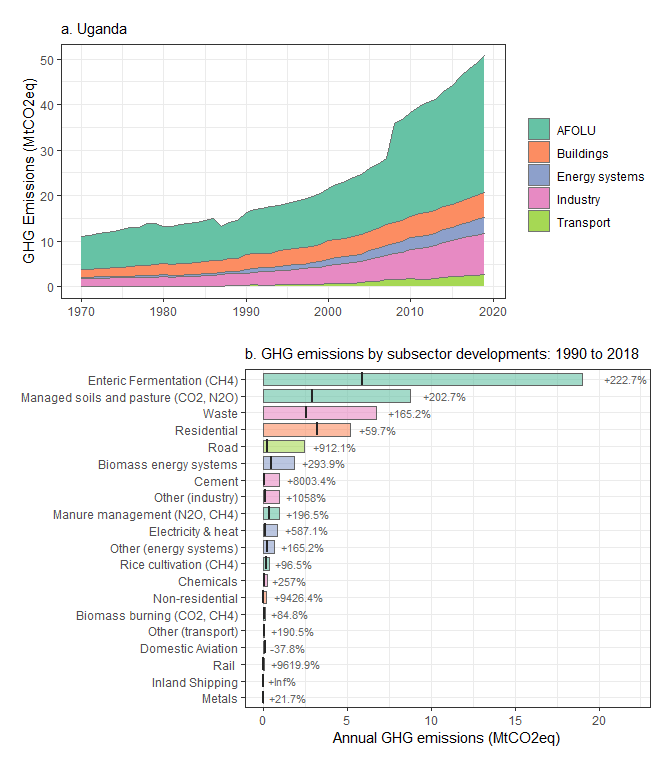 a. Uganda
GHG Emissions (MtCO2eq)
50
40
30
20
10
0
1970
1980
1990
2000
2010
2020
AFOLU
Buildings
Energy systems
Industry
Transport
b. GHG emissions by subsector developments: 1990 to 2018
Enteric Fermentation (CH4) +222.7%
Managed soils and pasture (CO2, N2O) +202.7%
Waste +165.2%
Residential +59.7%
Road +912.1%
Biomass energy systems +293.9%
Cement +8003.4%
Other (industry) +1058%
Manure management (N2O, CH4) +196.5%
Electricity & heat +587.1%
Other (energy systems) +165.2%
Rice cultivation (CH4) +96.5%
Chemicals +257%
Non-residential +9426.4%
Biomass burning (CO2, CH4) +84.8%
Other (transport) +190.5%
Domestic Aviation -37.8%
Rail +9619.9%
Inland Shipping +Inf%
Metals +21.7%
0 5 10 15 20
Annual GHG emissions (MtCO2eq)